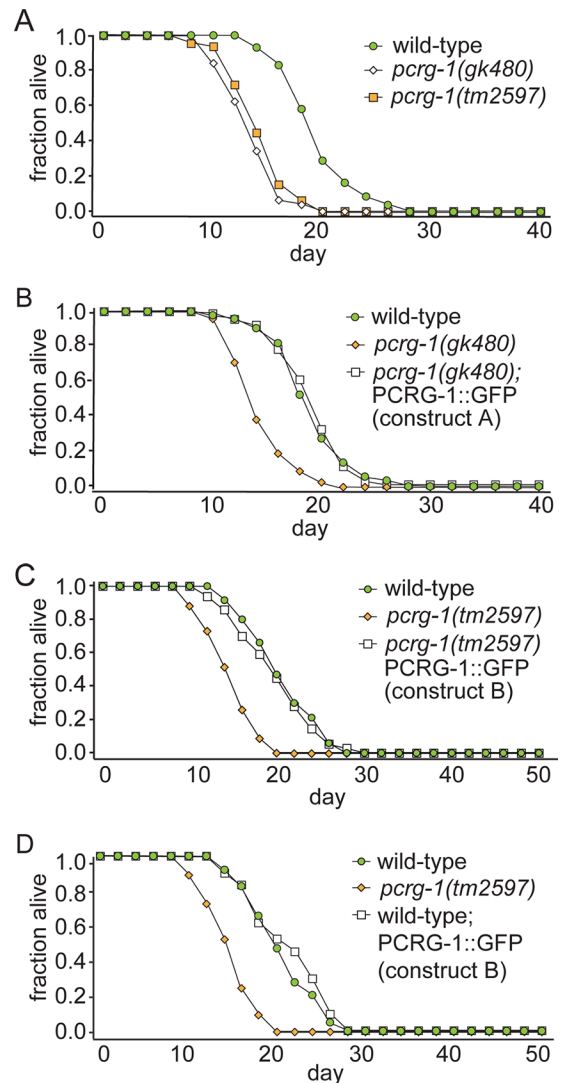 A
fraction alive
1.0
0.8
0.6
0.4
0.2
0.0
0 10 20 30 40
day
wild-type
pcrg-1(gk480)
pcrg-1(tm2597)
B
fraction alive
1.0
0.8
0.6
0.4
0.2
0.0
0 10 20 30 40
day
wild-type
pcrg-1(gk480)
pcrg-1(gk480);
PCRG-1::GFP
(construct A)
C
fraction alive
1.0
0.8
0.6
0.4
0.2
0.0
0 10 20 30 40 50
day
wild-type
pcrg-1(tm2597)
pcrg-1(tm2597)
PCRG-1::GFP
(construct B)
D
fraction alive
1.0
0.8
0.6
0.4
0.2
0.0
0 10 20 30 40 50
day
wild-type
pcrg-1(tm2597)
wild-type;
PCRG-1::GFP
(construct B)